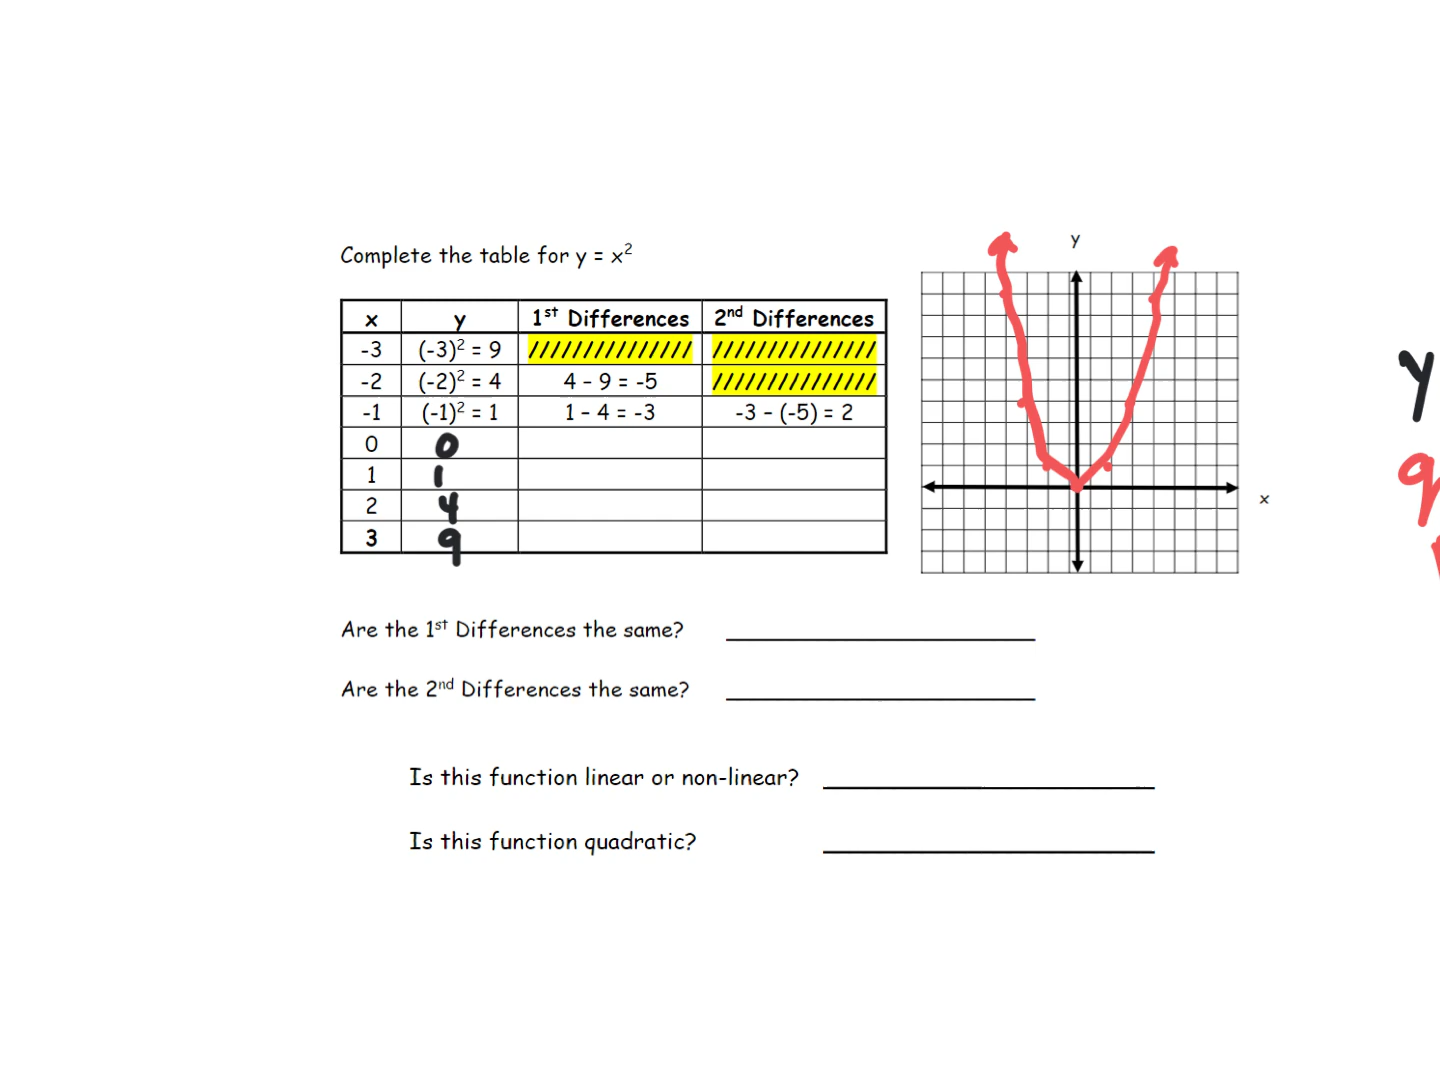 Complete the table for y = x²
x y 1st Differences 2nd Differences
-3 (-3)² = 9 /////////////// ///////////////
-2 (-2)² = 4 4 - 9 = -5 ///////////////
-1 (-1)² = 1 1 - 4 = -3 -3 - (-5) = 2
0 0
1 1
2 4
3 9
y
x
y
9
Are the 1st Differences the same?
Are the 2nd Differences the same?
Is this function linear or non-linear?
Is this function quadratic?